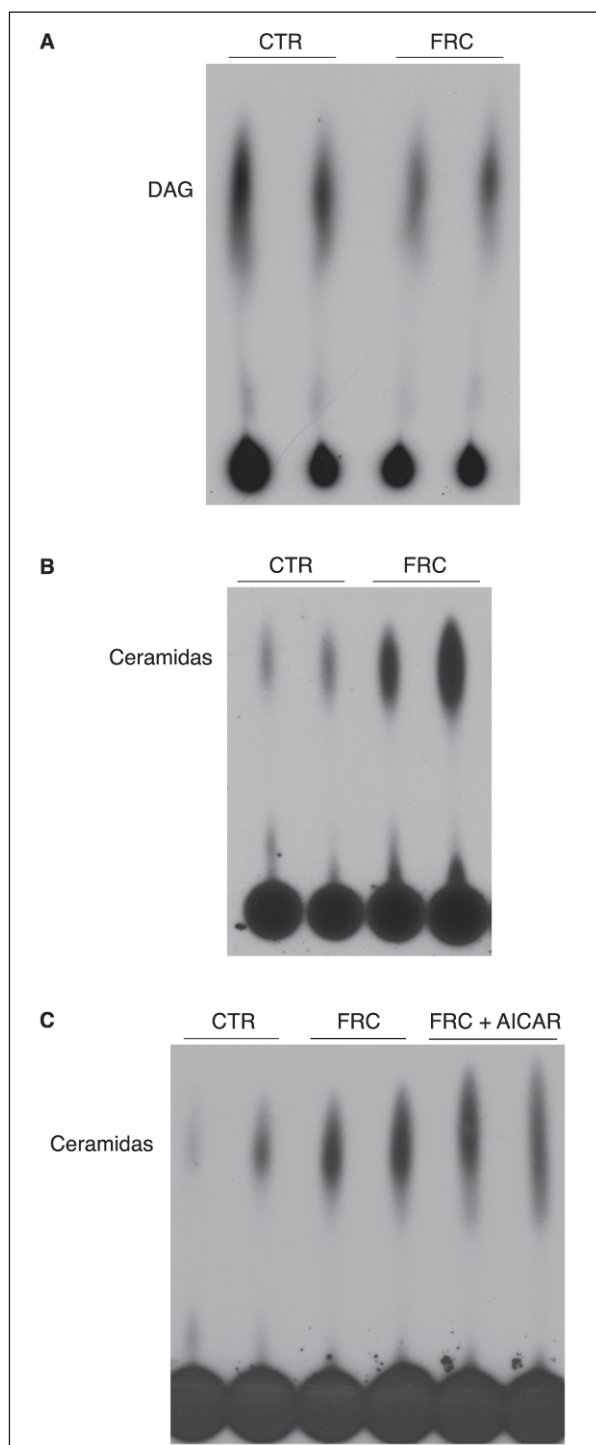 A
CTR FRC
DAG
B
CTR FRC
Ceramidas
C
CTR FRC FRC + AICAR
Ceramidas